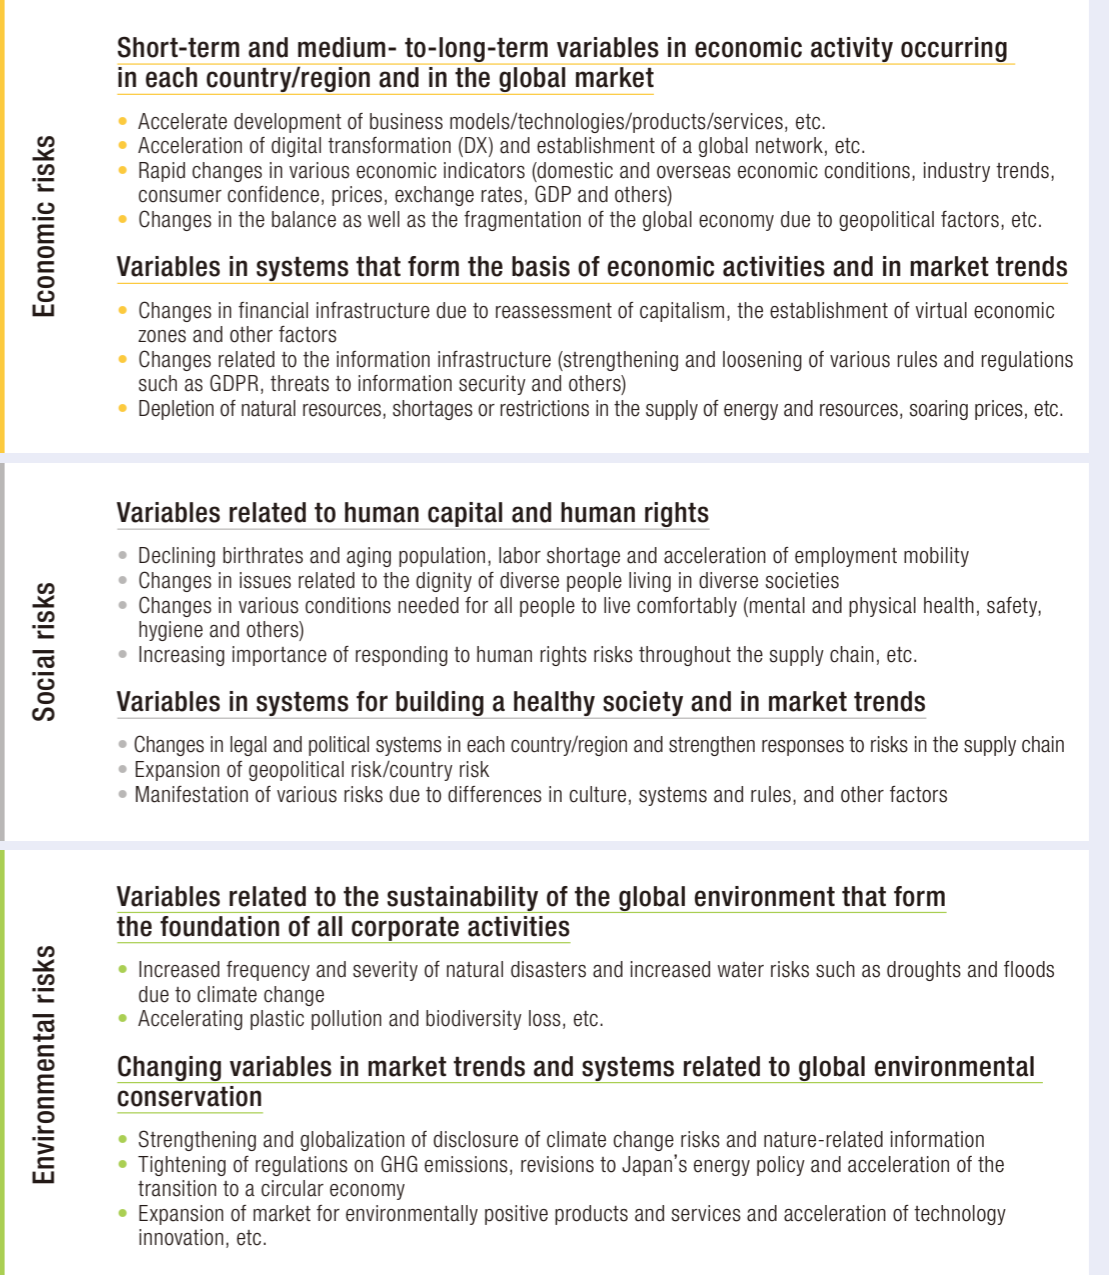 Economic risks
Short-term and medium- to-long-term variables in economic activity occurring
in each country/region and in the global market
• Accelerate development of business models/technologies/products/services, etc.
• Acceleration of digital transformation (DX) and establishment of a global network, etc.
• Rapid changes in various economic indicators (domestic and overseas economic conditions, industry trends,
consumer confidence, prices, exchange rates, GDP and others)
• Changes in the balance as well as the fragmentation of the global economy due to geopolitical factors, etc.
Variables in systems that form the basis of economic activities and in market trends
• Changes in financial infrastructure due to reassessment of capitalism, the establishment of virtual economic
zones and other factors
• Changes related to the information infrastructure (strengthening and loosening of various rules and regulations
such as GDPR, threats to information security and others)
• Depletion of natural resources, shortages or restrictions in the supply of energy and resources, soaring prices, etc.
Social risks
Variables related to human capital and human rights
• Declining birthrates and aging population, labor shortage and acceleration of employment mobility
• Changes in issues related to the dignity of diverse people living in diverse societies
• Changes in various conditions needed for all people to live comfortably (mental and physical health, safety,
hygiene and others)
• Increasing importance of responding to human rights risks throughout the supply chain, etc.
Variables in systems for building a healthy society and in market trends
• Changes in legal and political systems in each country/region and strengthen responses to risks in the supply chain
• Expansion of geopolitical risk/country risk
• Manifestation of various risks due to differences in culture, systems and rules, and other factors
Environmental risks
Variables related to the sustainability of the global environment that form
the foundation of all corporate activities
• Increased frequency and severity of natural disasters and increased water risks such as droughts and floods
due to climate change
• Accelerating plastic pollution and biodiversity loss, etc.
Changing variables in market trends and systems related to global environmental
conservation
• Strengthening and globalization of disclosure of climate change risks and nature-related information
• Tightening of regulations on GHG emissions, revisions to Japan's energy policy and acceleration of the
transition to a circular economy
• Expansion of market for environmentally positive products and services and acceleration of technology
innovation, etc.